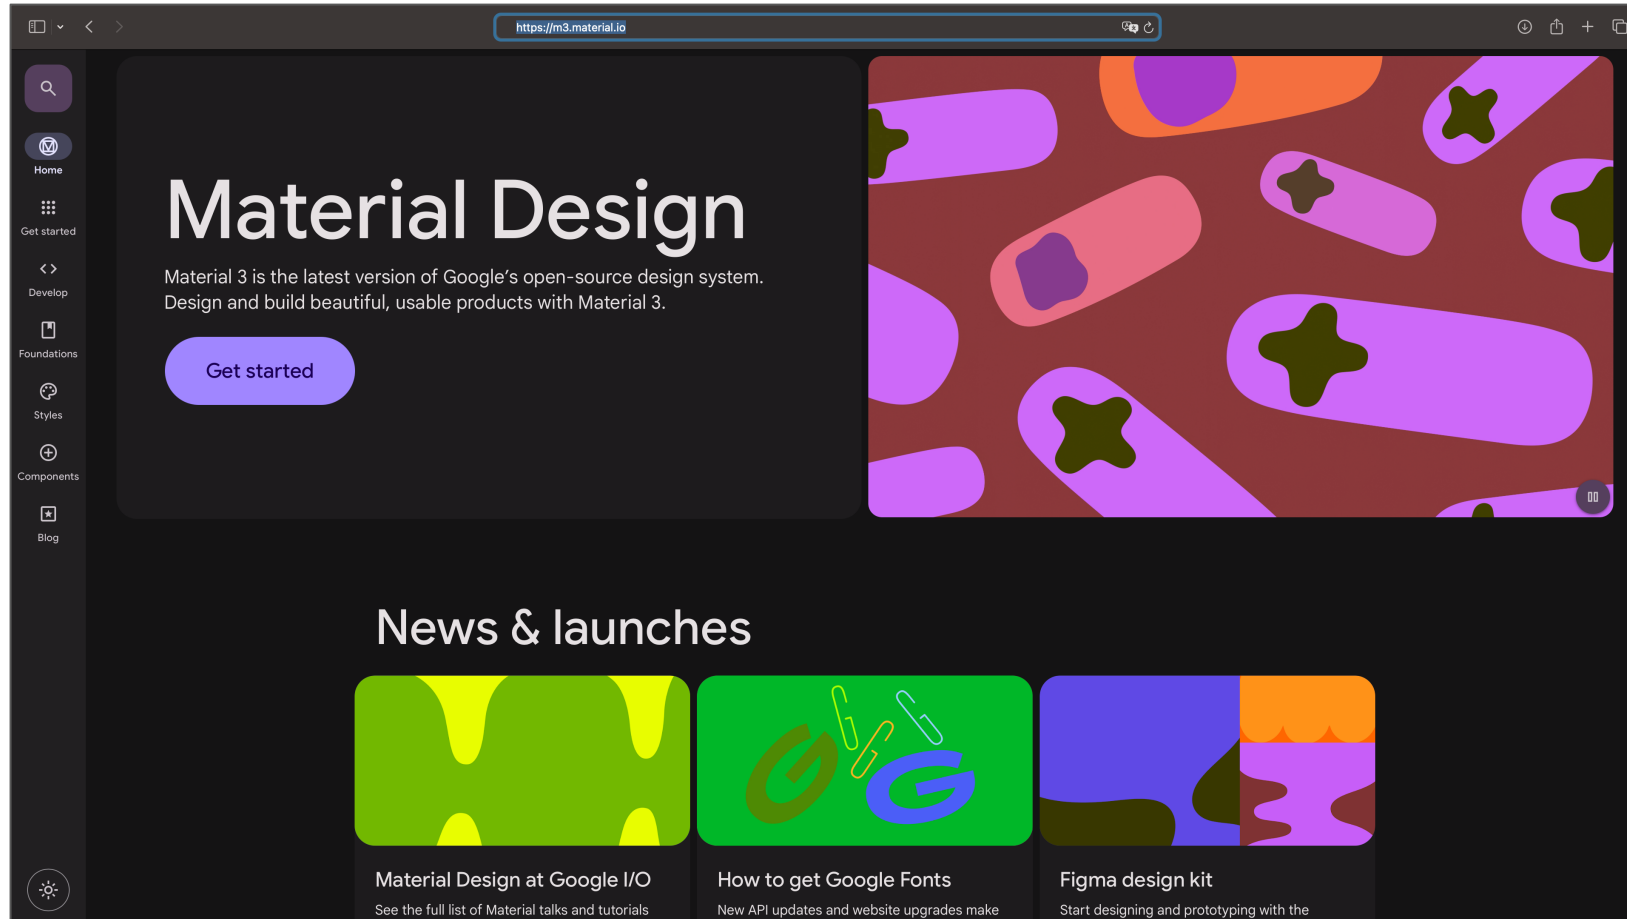 https://m3.material.io
Home
Get started
Develop
Foundations
Styles
Components
Blog
Material Design
Material 3 is the latest version of Google’s open-source design system.
Design and build beautiful, usable products with Material 3.
Get started
News & launches
Material Design at Google I/O
See the full list of Material talks and tutorials
How to get Google Fonts
New API updates and website upgrades make
Figma design kit
Start designing and prototyping with the